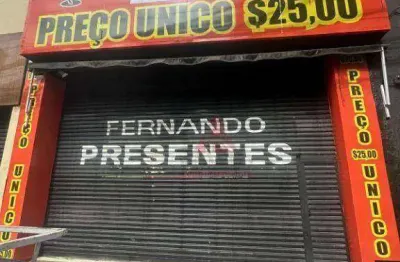 PREÇO UNICO $25,00
FERNANDO
PRESENTES
PREÇO
UNICO
PREÇO
$25,00
UNICO